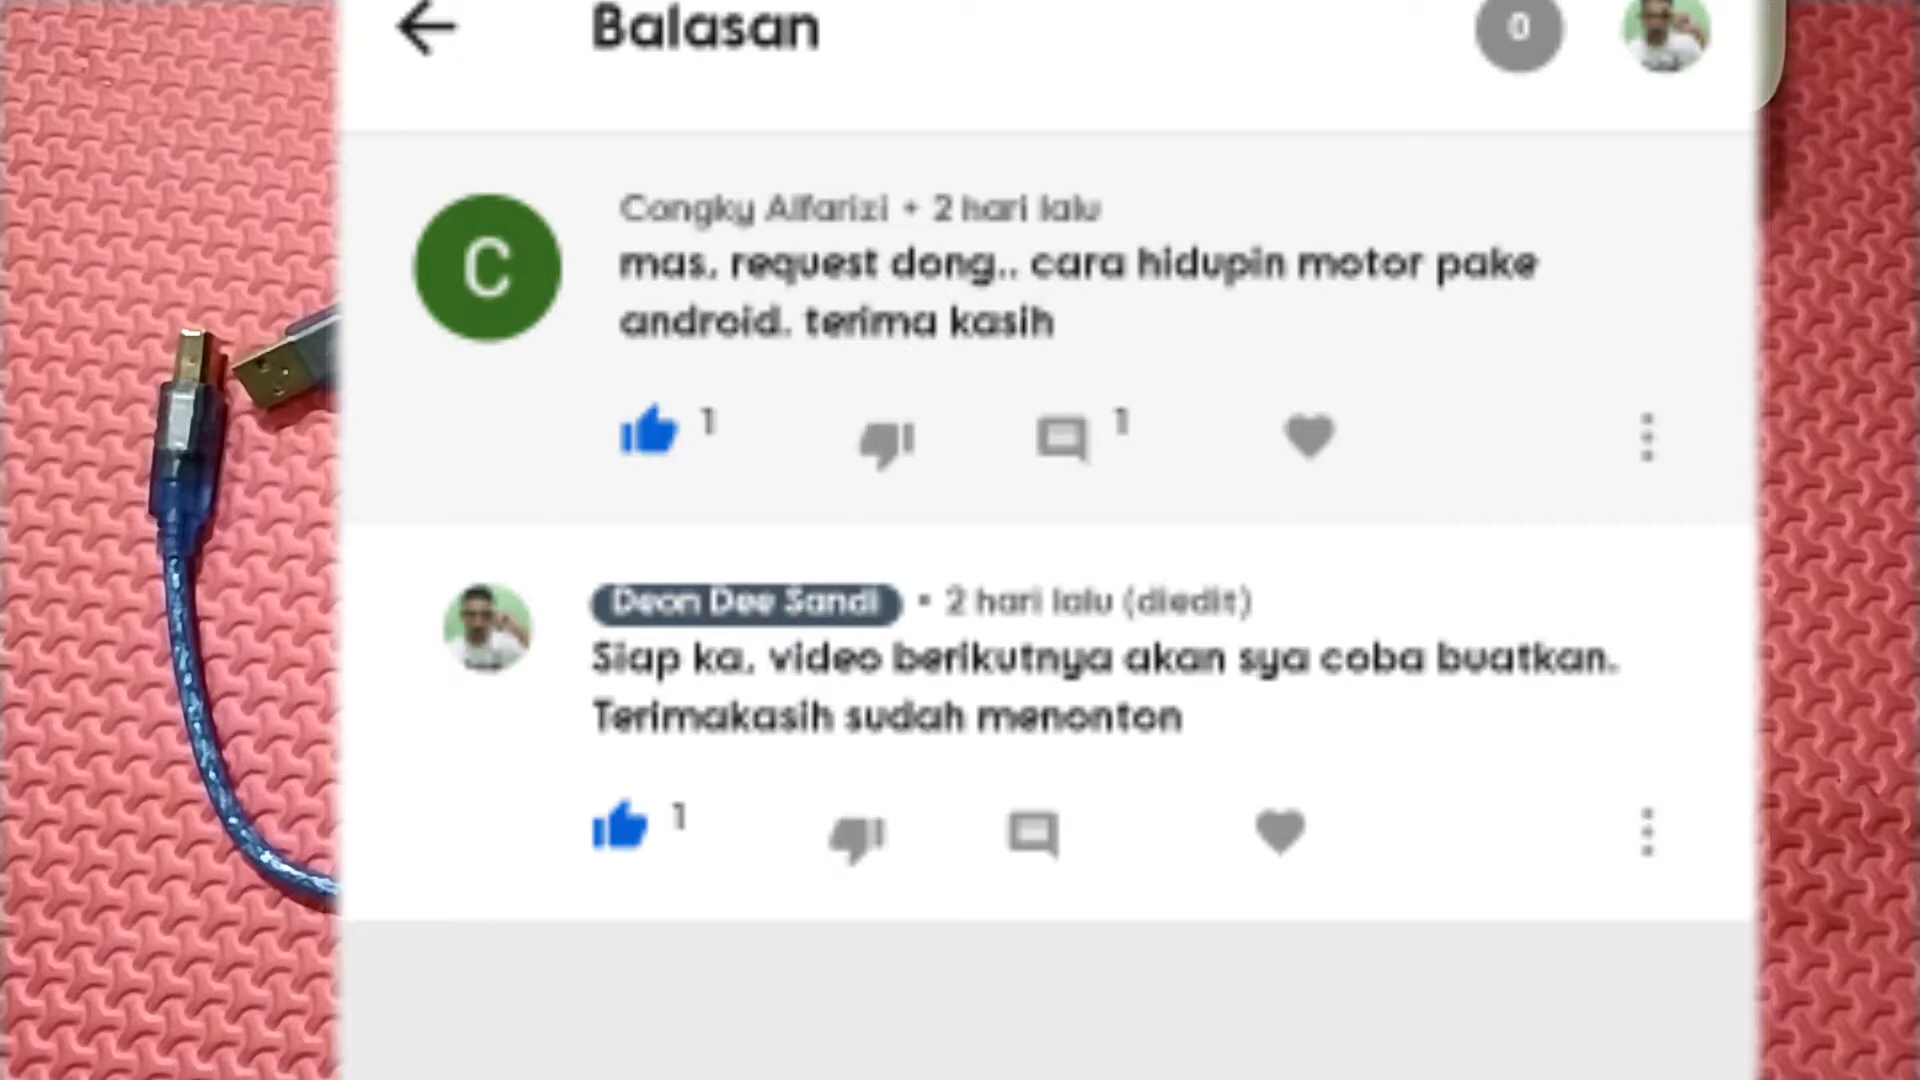 Balasan
0
Congky Alfarizi • 2 hari lalu
C
mas, request dong.. cara hidupin motor pake
android. terima kasih
1
1
Deon Dee Sandi • 2 hari lalu (diedit)
Siap ka, video berikutnya akan sya coba buatkan.
Terimakasih sudah menonton
1